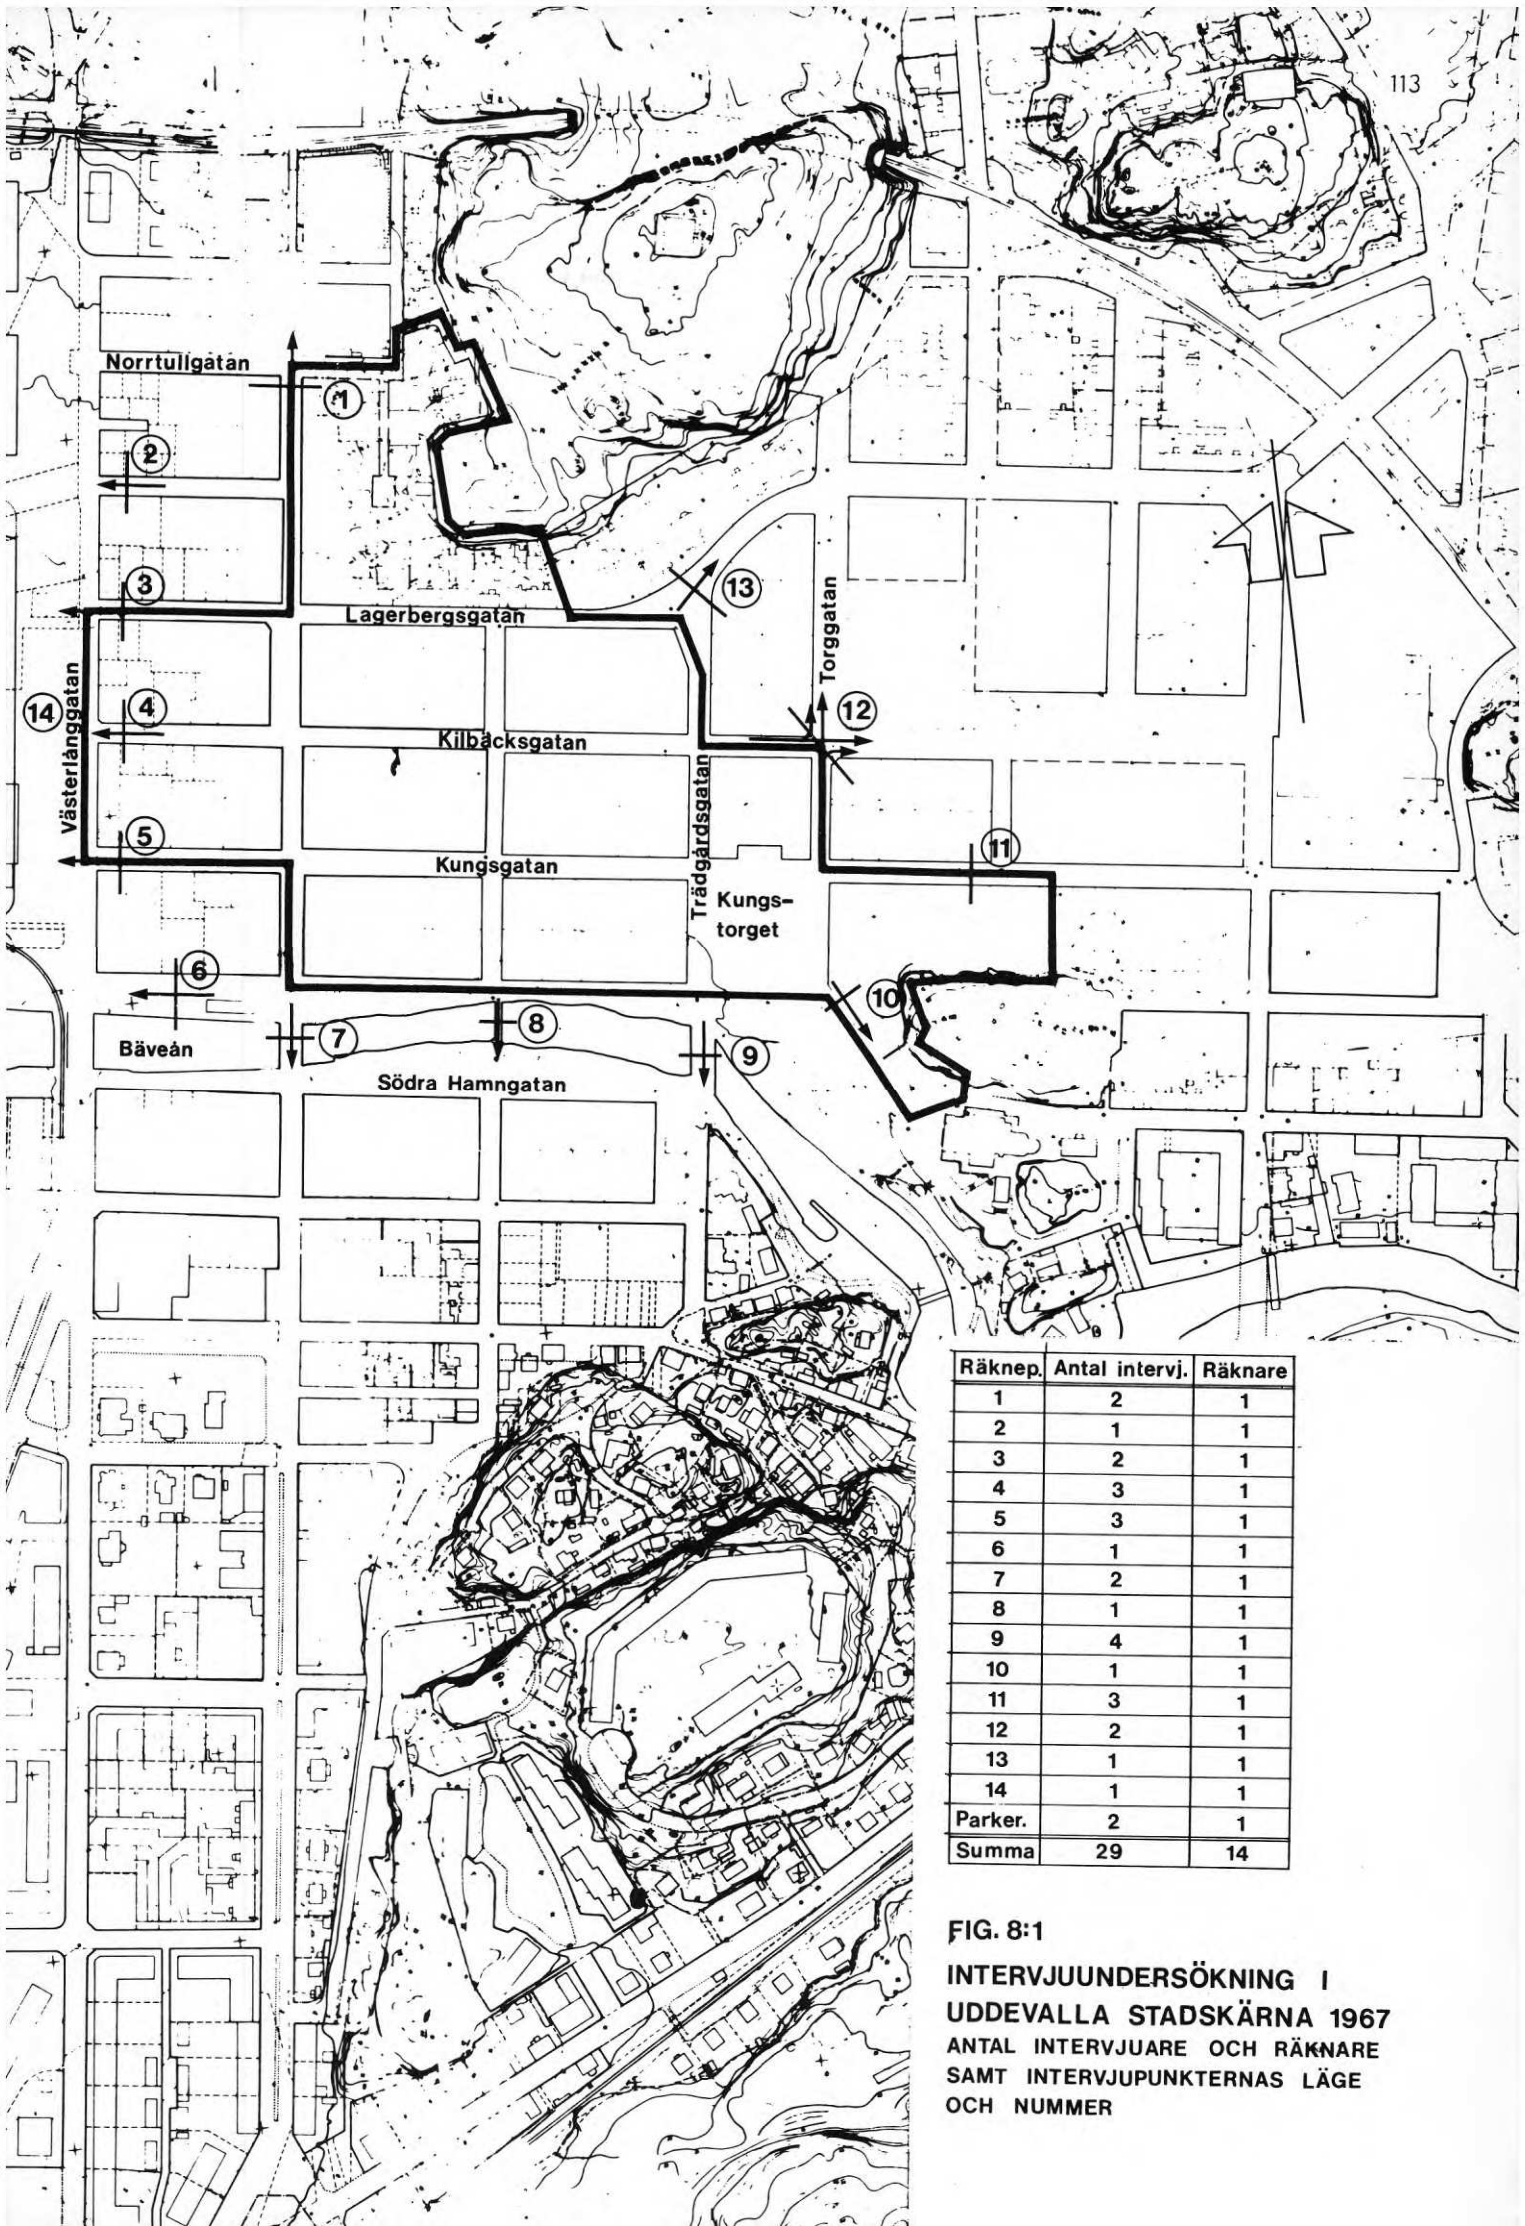 113
Norrtullgatan
1
2
3
Lagerbergsgatan
13
Torggatan
Västerlånggatan
14
4
12
Kilbäcksgatan
Trädgårdsgatan
5
Kungsgatan
11
Kungs-
torget
6
10
7
8
9
Bäveån
Södra Hamngatan
Räknep. Antal intervj. Räknare
1 2 1
2 1 1
3 2 1
4 3 1
5 3 1
6 1 1
7 2 1
8 1 1
9 4 1
10 1 1
11 3 1
12 2 1
13 1 1
14 1 1
Parker. 2 1
Summa 29 14
FIG. 8:1
INTERVJUUNDERSÖKNING I
UDDEVALLA STADSKÄRNA 1967
ANTAL INTERVJUARE OCH RÄKNARE
SAMT INTERVJUPUNKTERNAS LÄGE
OCH NUMMER